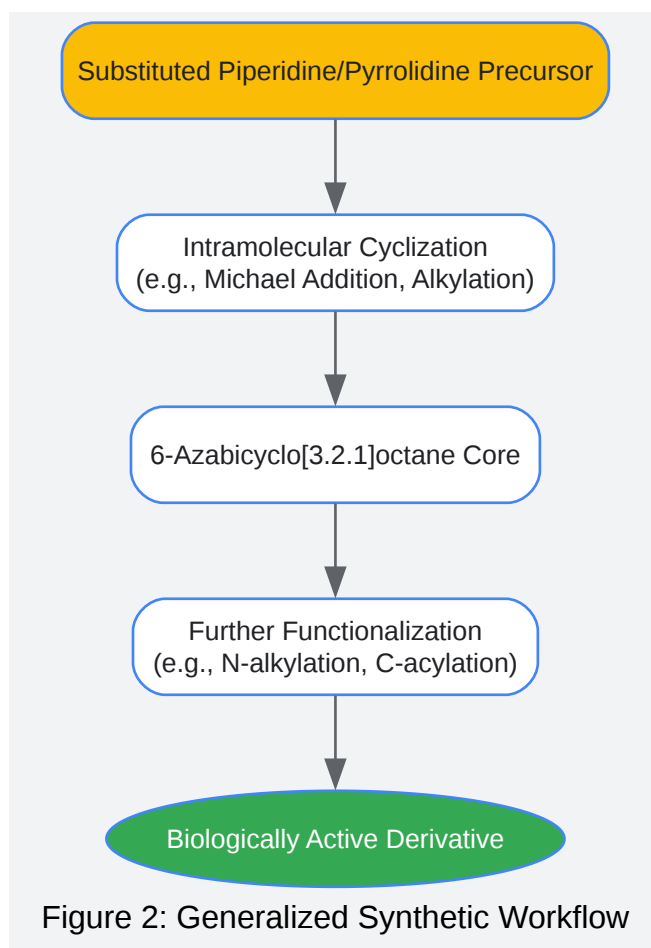 Substituted Piperidine/Pyrrolidine Precursor
Intramolecular Cyclization
(e.g., Michael Addition, Alkylation)
6-Azabicyclo[3.2.1]octane Core
Further Functionalization
(e.g., N-alkylation, C-acylation)
Biologically Active Derivative
Figure 2: Generalized Synthetic Workflow